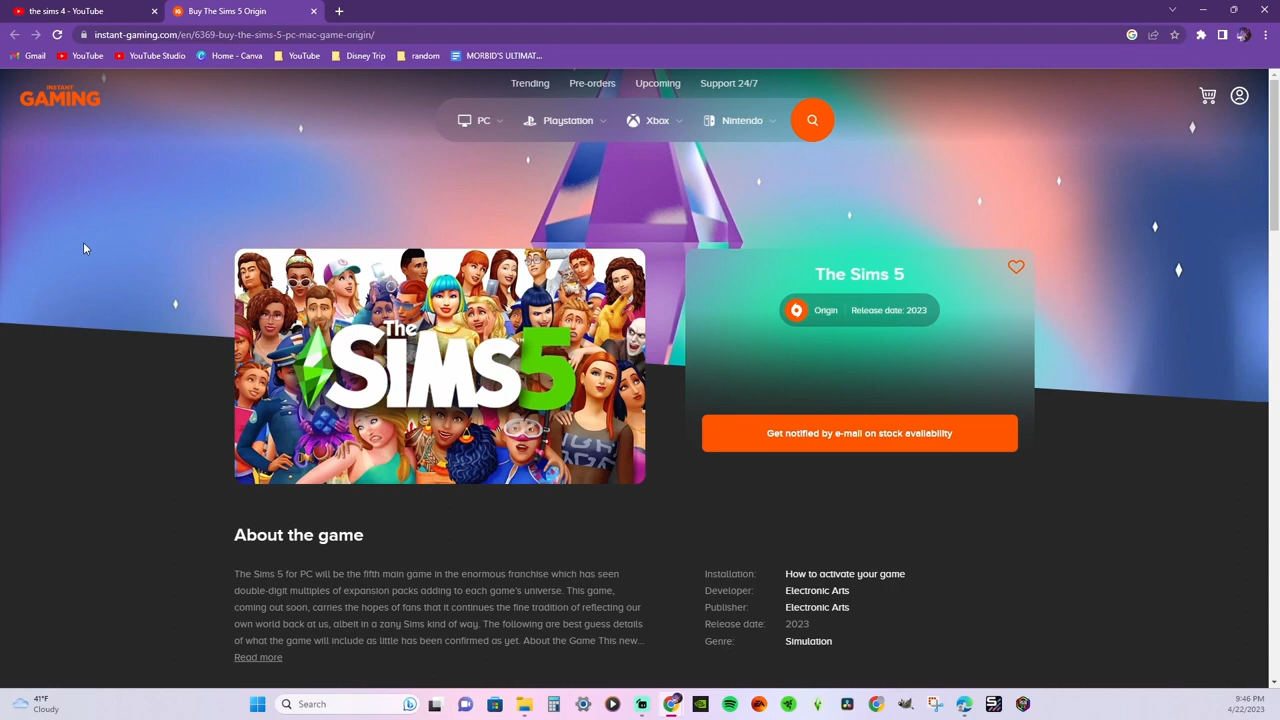 the sims 4 - YouTube
Buy The Sims 5 Origin
instant-gaming.com/en/6369-buy-the-sims-5-pc-mac-game-origin/
Gmail
YouTube
YouTube Studio
Home - Canva
YouTube
Disney Trip
random
MORBID'S ULTIMAT...
INSTANT
GAMING
Trending
Pre-orders
Upcoming
Support 24/7
PC
Playstation
Xbox
Nintendo
The
SIMS 5
The Sims 5
Origin
Release date: 2023
Get notified by e-mail on stock availability
About the game
The Sims 5 for PC will be the fifth main game in the enormous franchise which has seen
double-digit multiples of expansion packs adding to each game's universe. This game,
coming out soon, carries the hopes of fans that it continues the fine tradition of reflecting our
own world back at us, albeit in a zany Sims kind of way. The following are best guess details
of what the game will include as little has been confirmed as yet. About the Game This new...
Read more
Installation: How to activate your game
Developer: Electronic Arts
Publisher: Electronic Arts
Release date: 2023
Genre: Simulation
41°F
Cloudy
Search
9:46 PM
4/22/2023